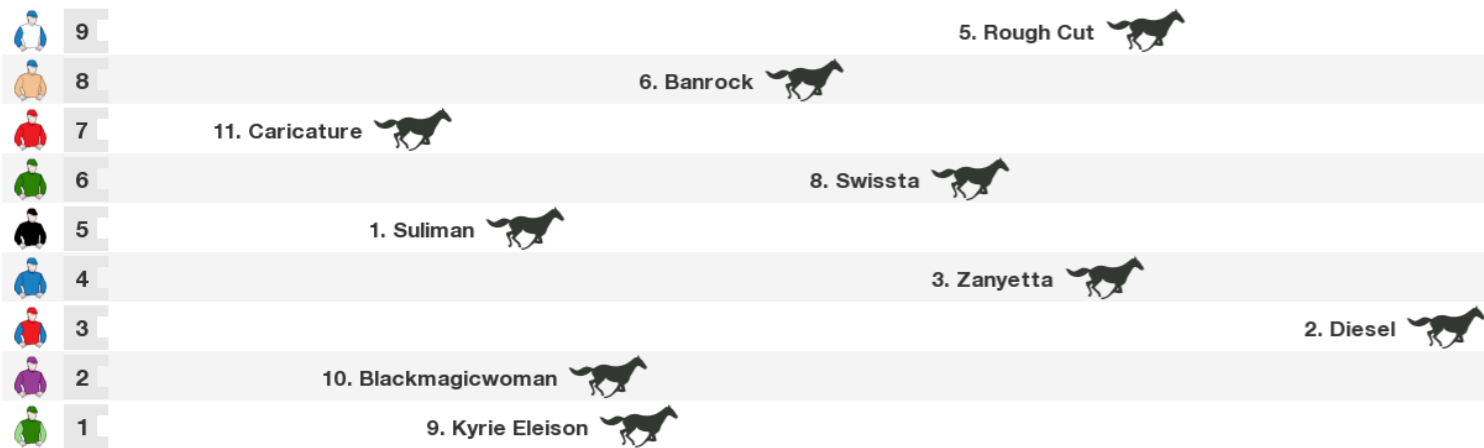 9 5. Rough Cut
8 6. Banrock
7 11. Caricature
6 8. Swissta
5 1. Suliman
4 3. Zanyetta
3 2. Diesel
2 10. Blackmagicwoman
1 9. Kyrie Eleison